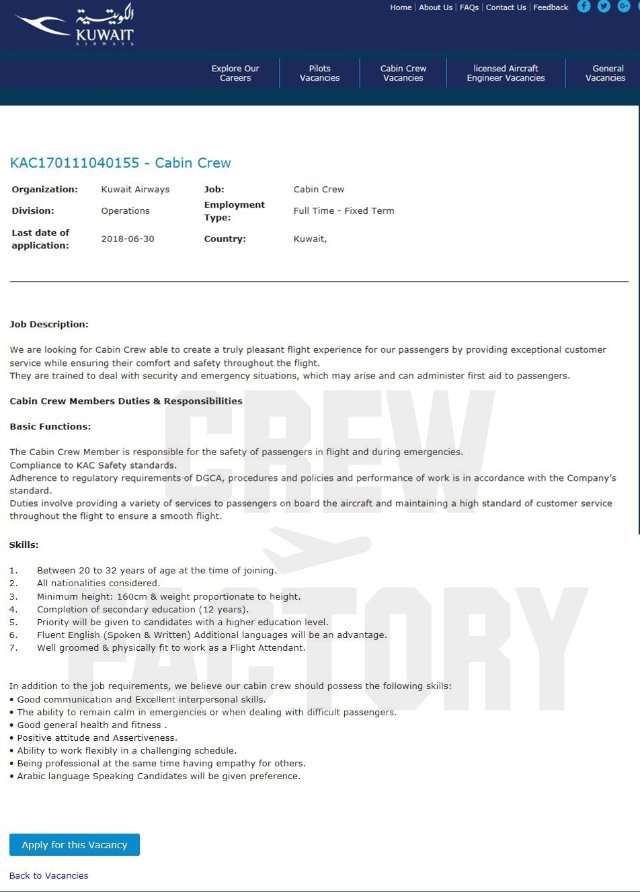 Home | About Us | FAQs | Contact Us | Feedback
الكويتية
KUWAIT
AIRWAYS
Explore Our Careers
Pilots Vacancies
Cabin Crew Vacancies
licensed Aircraft Engineer Vacancies
General Vacancies
KAC170111040155 - Cabin Crew
Organization: Kuwait Airways Job: Cabin Crew
Division: Operations Employment Type: Full Time - Fixed Term
Last date of application: 2018-06-30 Country: Kuwait,
Job Description:
We are looking for Cabin Crew able to create a truly pleasant flight experience for our passengers by providing exceptional customer
service while ensuring their comfort and safety throughout the flight.
They are trained to deal with security and emergency situations, which may arise and can administer first aid to passengers.
Cabin Crew Members Duties & Responsibilities
Basic Functions:
The Cabin Crew Member is responsible for the safety of passengers in flight and during emergencies.
Compliance to KAC Safety standards.
Adherence to regulatory requirements of DGCA, procedures and policies and performance of work is in accordance with the Company's
standard.
Duties involve providing a variety of services to passengers on board the aircraft and maintaining a high standard of customer service
throughout the flight to ensure a smooth flight.
Skills:
1. Between 20 to 32 years of age at the time of joining.
2. All nationalities considered.
3. Minimum height: 160cm & weight proportionate to height.
4. Completion of secondary education (12 years).
5. Priority will be given to candidates with a higher education level.
6. Fluent English (Spoken & Written) Additional languages will be an advantage.
7. Well groomed & physically fit to work as a Flight Attendant.
In addition to the job requirements, we believe our cabin crew should possess the following skills:
• Good communication and Excellent interpersonal skills.
• The ability to remain calm in emergencies or when dealing with difficult passengers.
• Good general health and fitness .
• Positive attitude and Assertiveness.
• Ability to work flexibly in a challenging schedule.
• Being professional at the same time having empathy for others.
• Arabic language Speaking Candidates will be given preference.
Apply for this Vacancy
Back to Vacancies
CREW
FACTORY